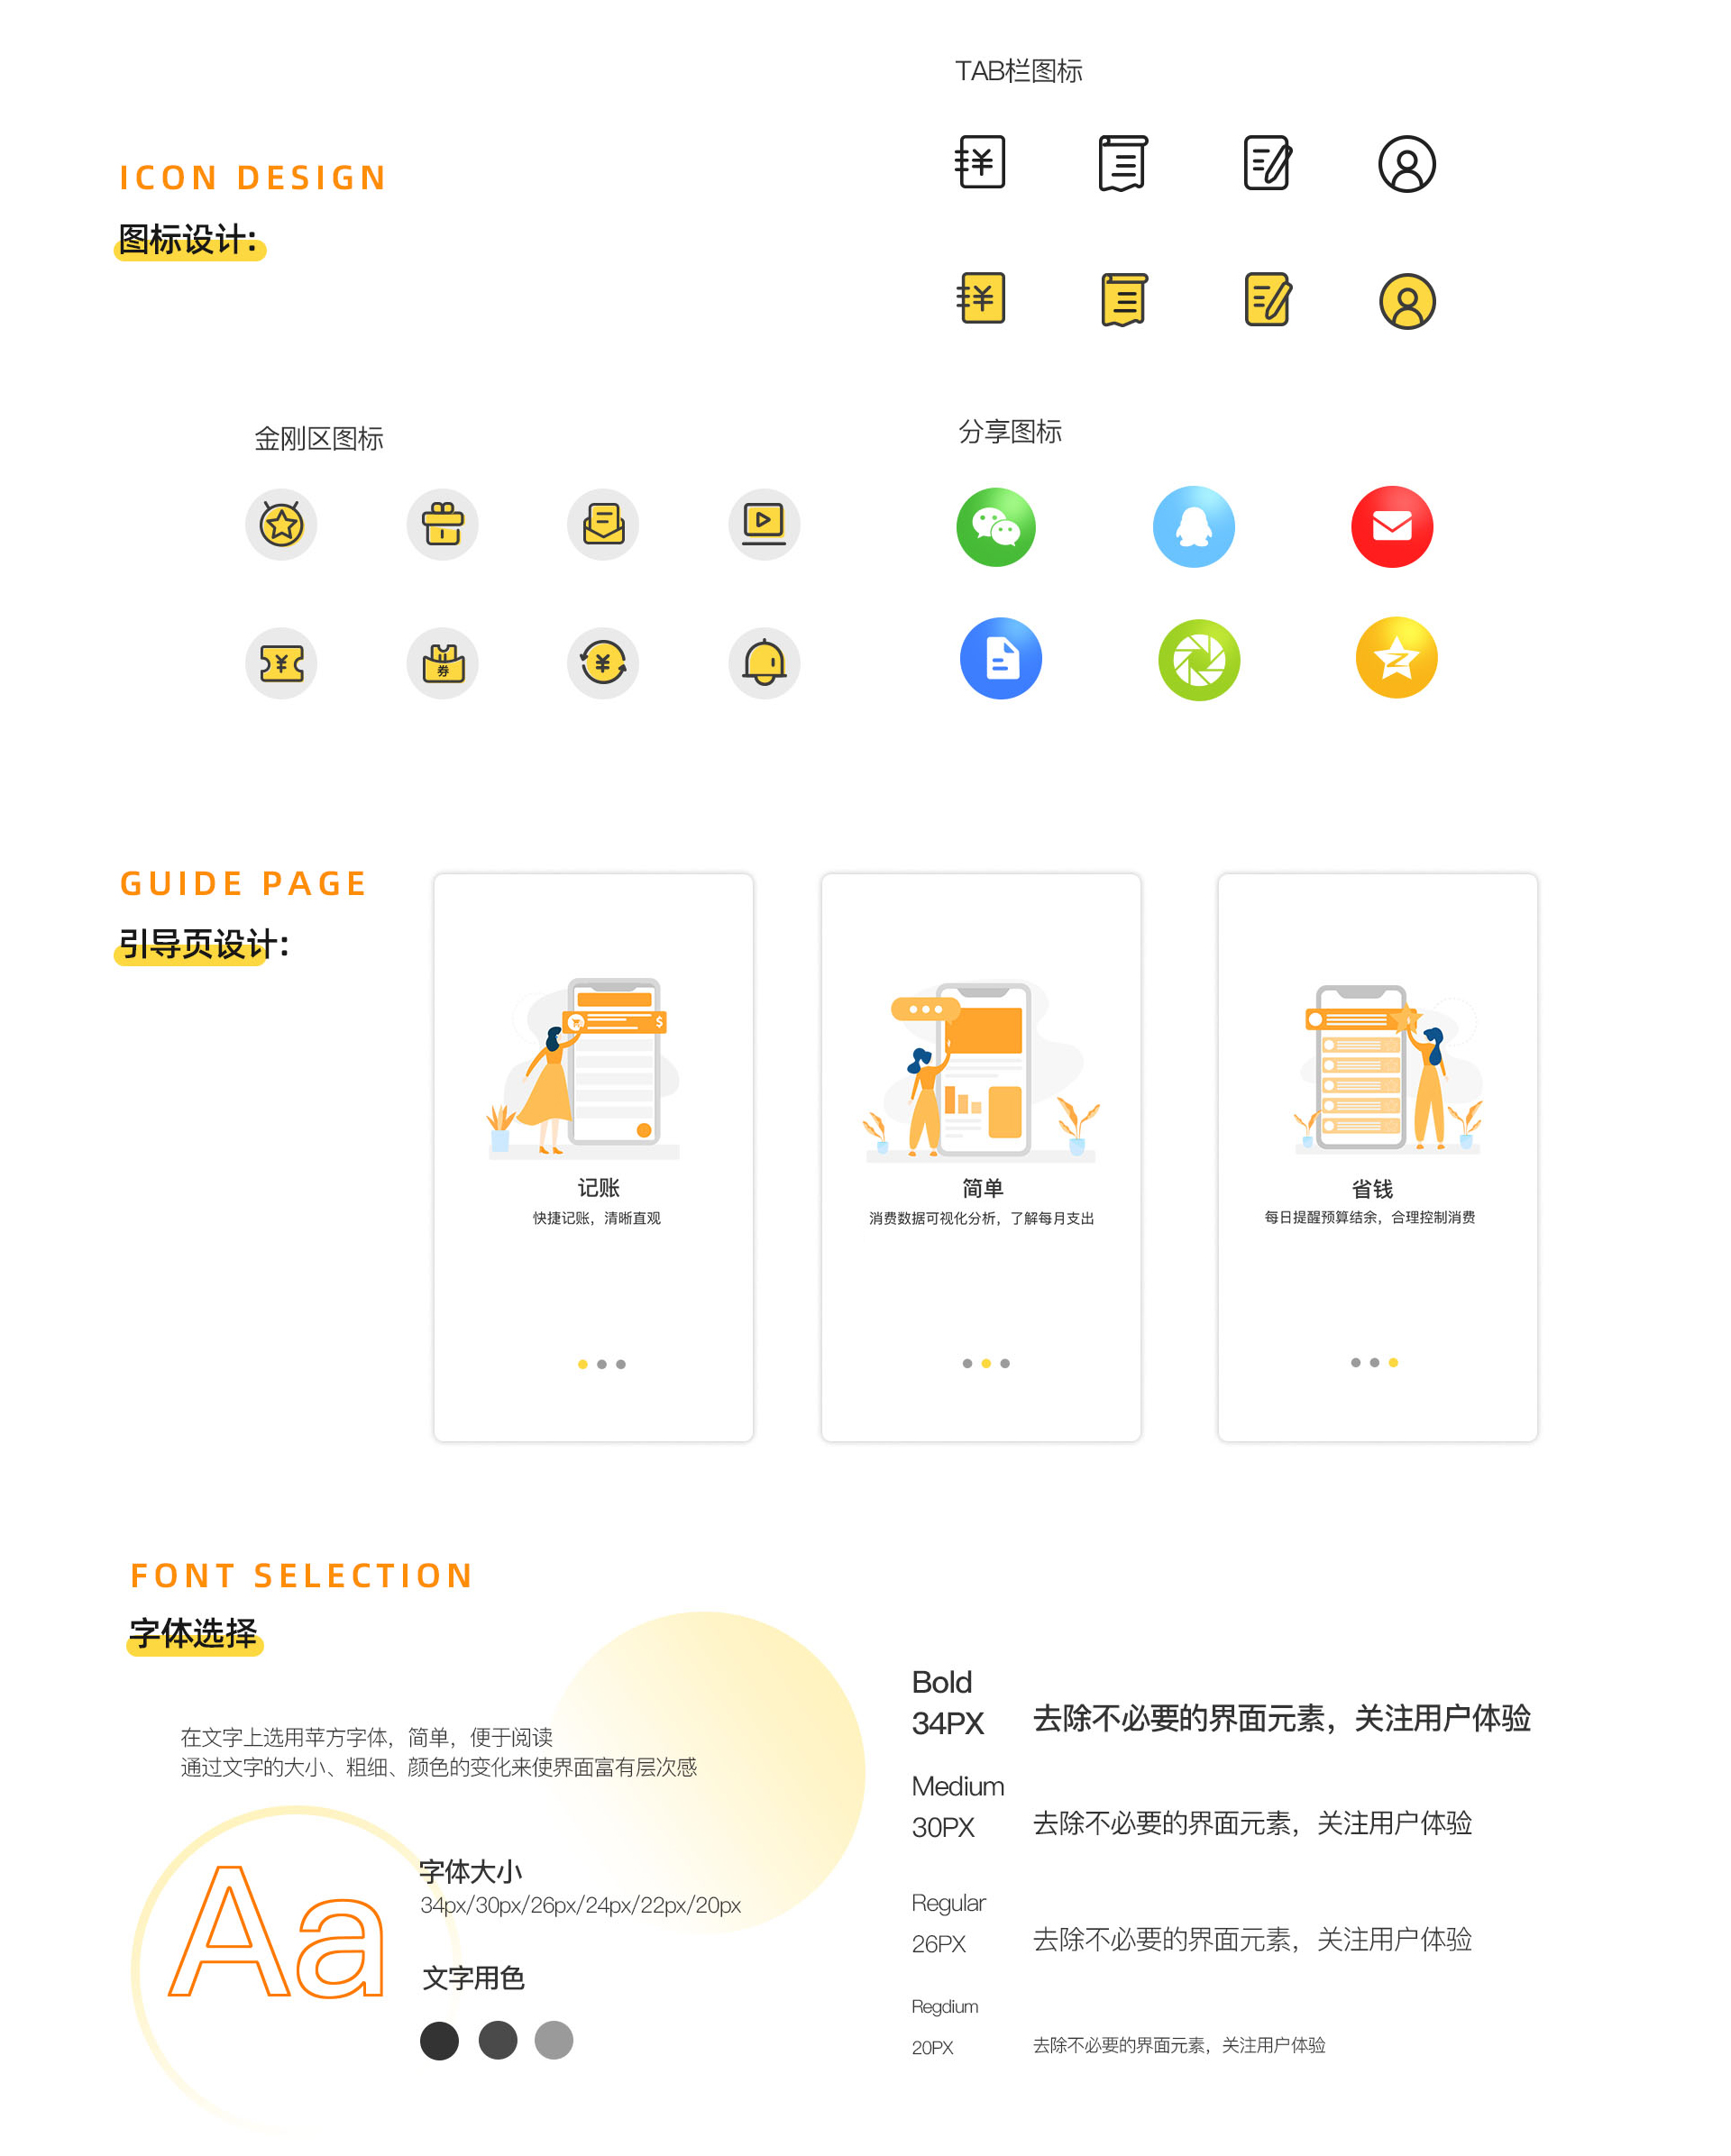 TAB栏图标
ICON DESIGN
图标设计:
金刚区图标
分享图标
券
GUIDE PAGE
引导页设计:
$
记账
快捷记账，清晰直观
简单
消费数据可视化分析，了解每月支出
省钱
每日提醒预算结余，合理控制消费
FONT SELECTION
字体选择
在文字上选用苹方字体，简单，便于阅读
通过文字的大小、粗细、颜色的变化来使界面富有层次感
Aa
字体大小
34px/30px/26px/24px/22px/20px
文字用色
Bold
34PX 去除不必要的界面元素，关注用户体验
Medium
30PX 去除不必要的界面元素，关注用户体验
Regular
26PX 去除不必要的界面元素，关注用户体验
Regdium
20PX 去除不必要的界面元素，关注用户体验